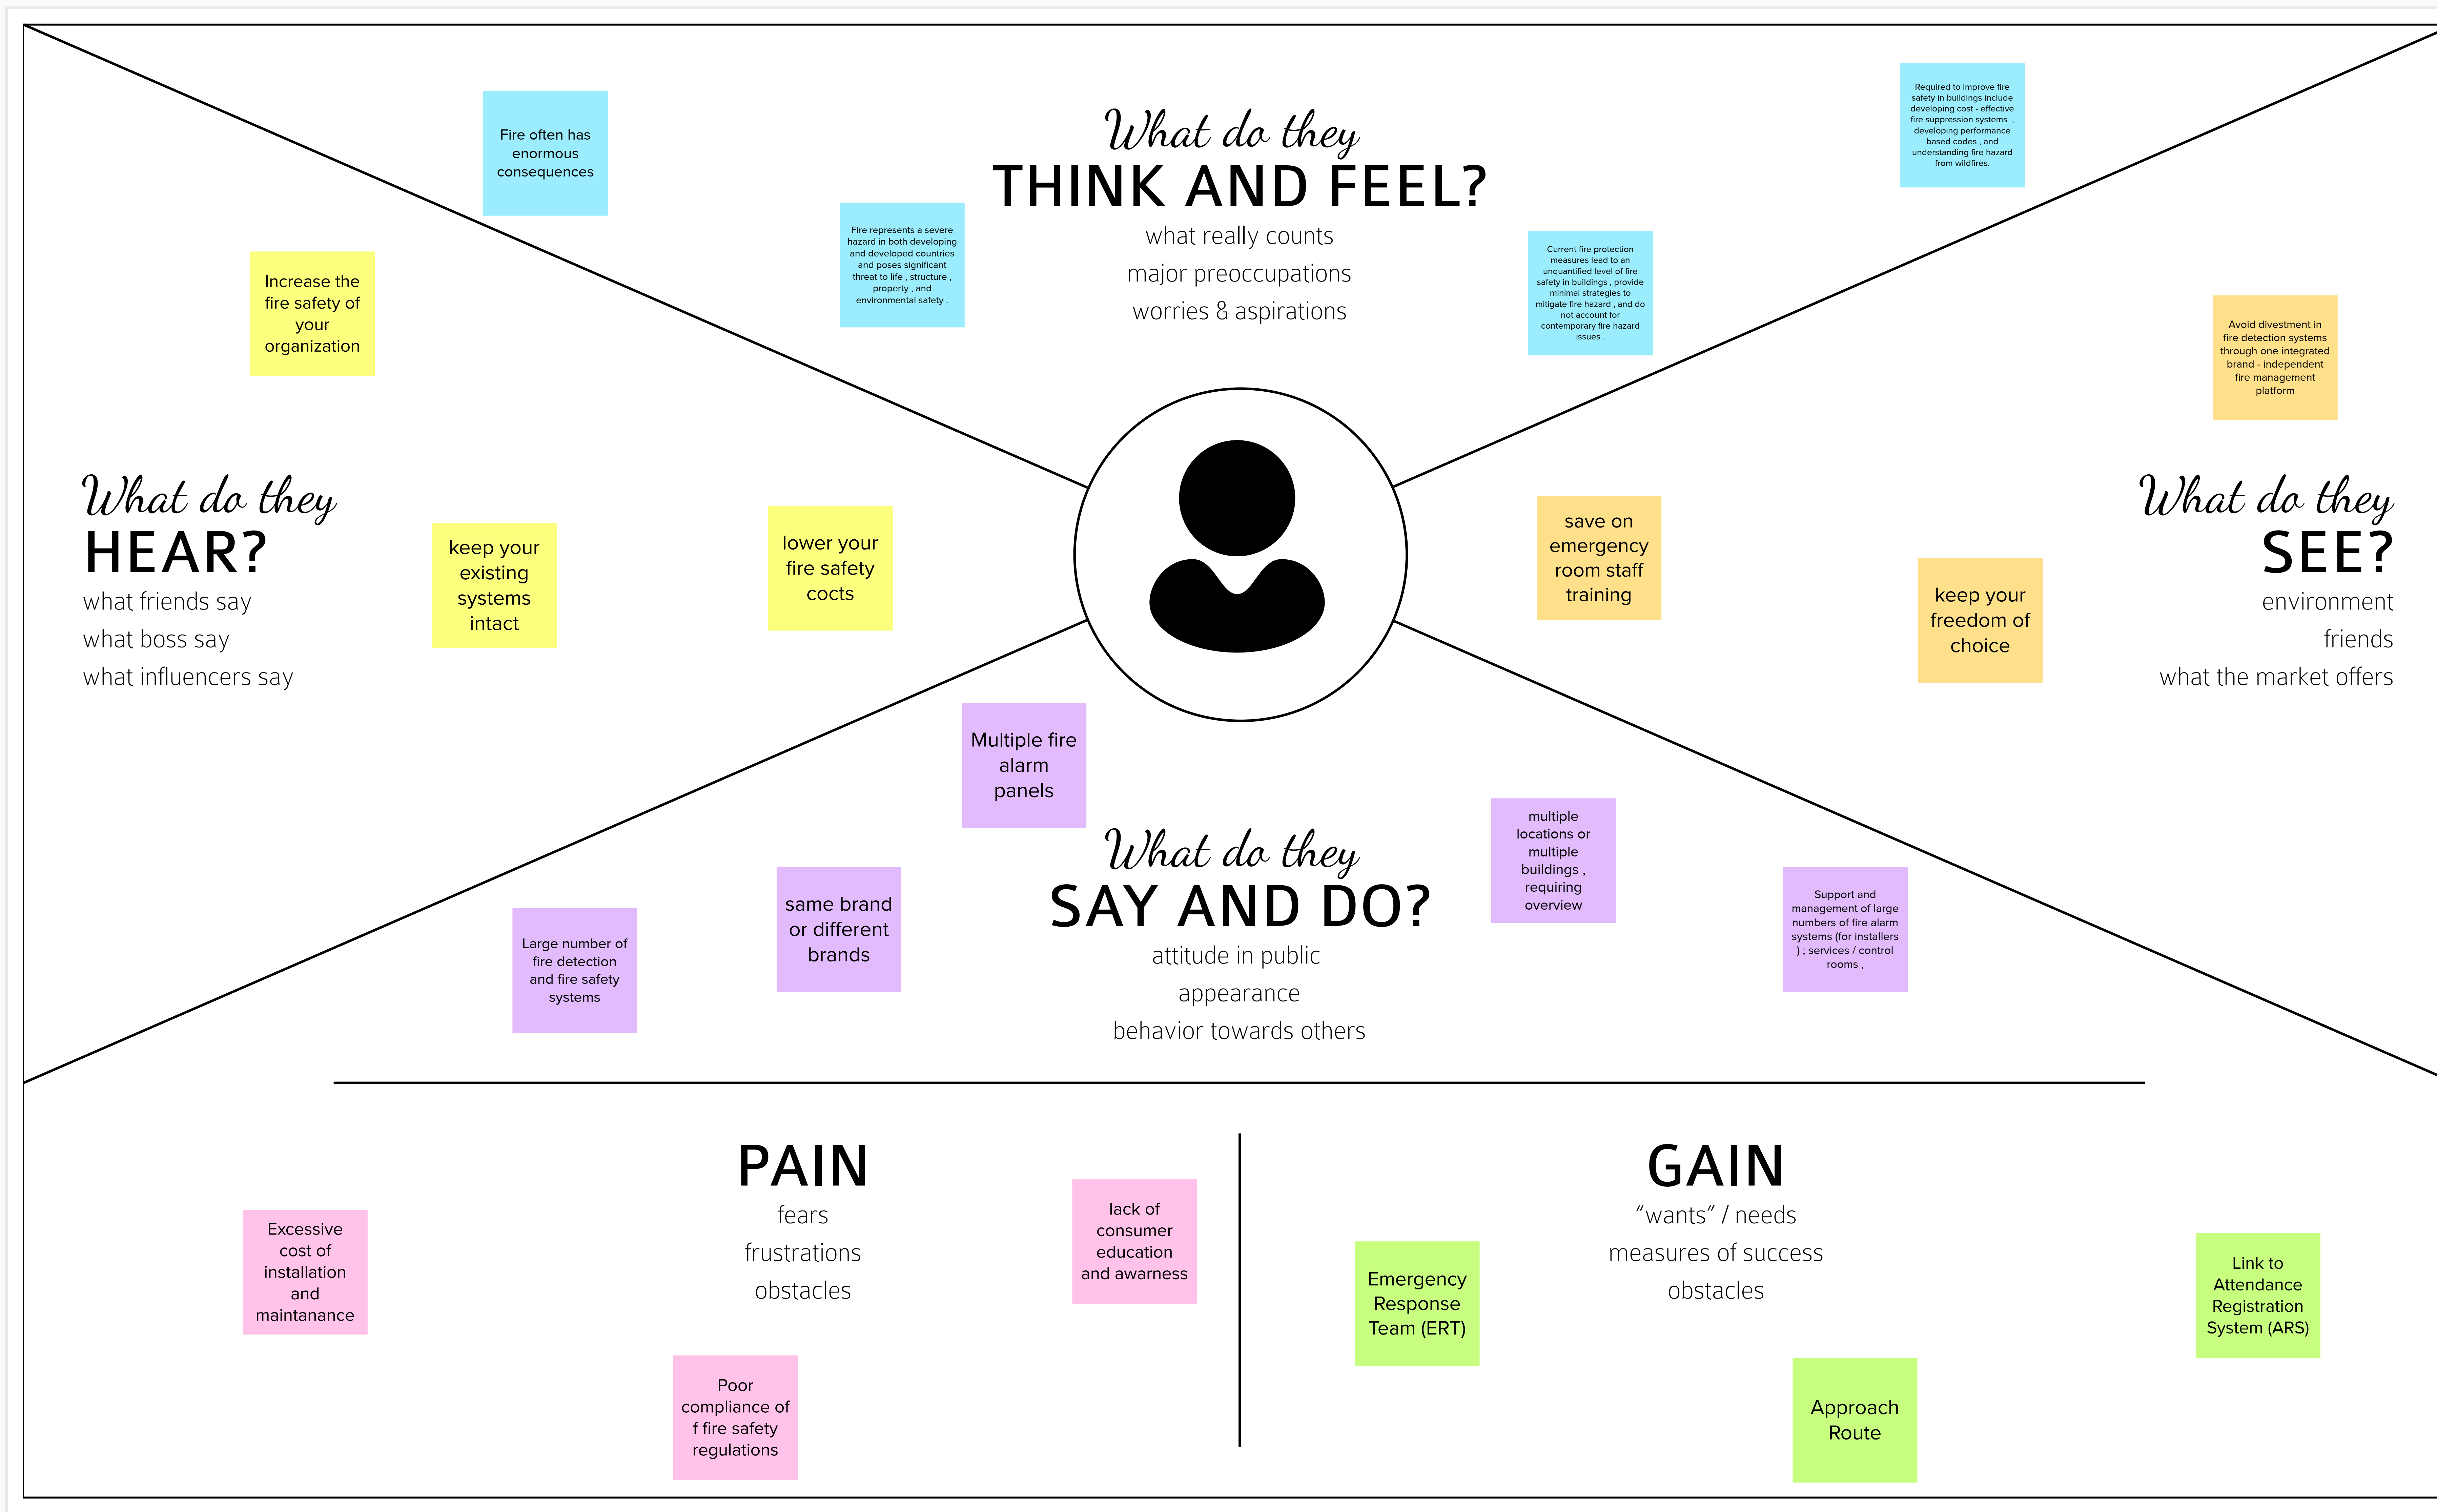 What do they
THINK AND FEEL?
what really counts
major preoccupations
worries & aspirations
Fire often has
enormous
consequences
Fire represents a severe
hazard in both developing
and developed countries
and poses significant
threat to life , structure ,
property , and
environmental safety .
Current fire protection
measures lead to an
unquantified level of fire
safety in buildings , provide
minimal strategies to
mitigate fire hazard , and do
not account for
contemporary fire hazard
issues .
Required to improve fire
safety in buildings include
developing cost - effective
fire suppression systems ,
developing performance
based codes , and
understanding fire hazard
from wildfires.
What do they
HEAR?
what friends say
what boss say
what influencers say
Increase the
fire safety of
your
organization
keep your
existing
systems
intact
lower your
fire safety
cocts
What do they
SEE?
environment
friends
what the market offers
save on
emergency
room staff
training
keep your
freedom of
choice
Avoid divestment in
fire detection systems
through one integrated
brand - independent
fire management
platform
What do they
SAY AND DO?
attitude in public
appearance
behavior towards others
Multiple fire
alarm
panels
same brand
or different
brands
Large number of
fire detection
and fire safety
systems
multiple
locations or
multiple
buildings ,
requiring
overview
Support and
management of large
numbers of fire alarm
systems (for installers
) ; services / control
rooms ,
PAIN
fears
frustrations
obstacles
Excessive
cost of
installation
and
maintanance
Poor
compliance of
f fire safety
regulations
lack of
consumer
education
and awarness
GAIN
“wants” / needs
measures of success
obstacles
Emergency
Response
Team (ERT)
Approach
Route
Link to
Attendance
Registration
System (ARS)